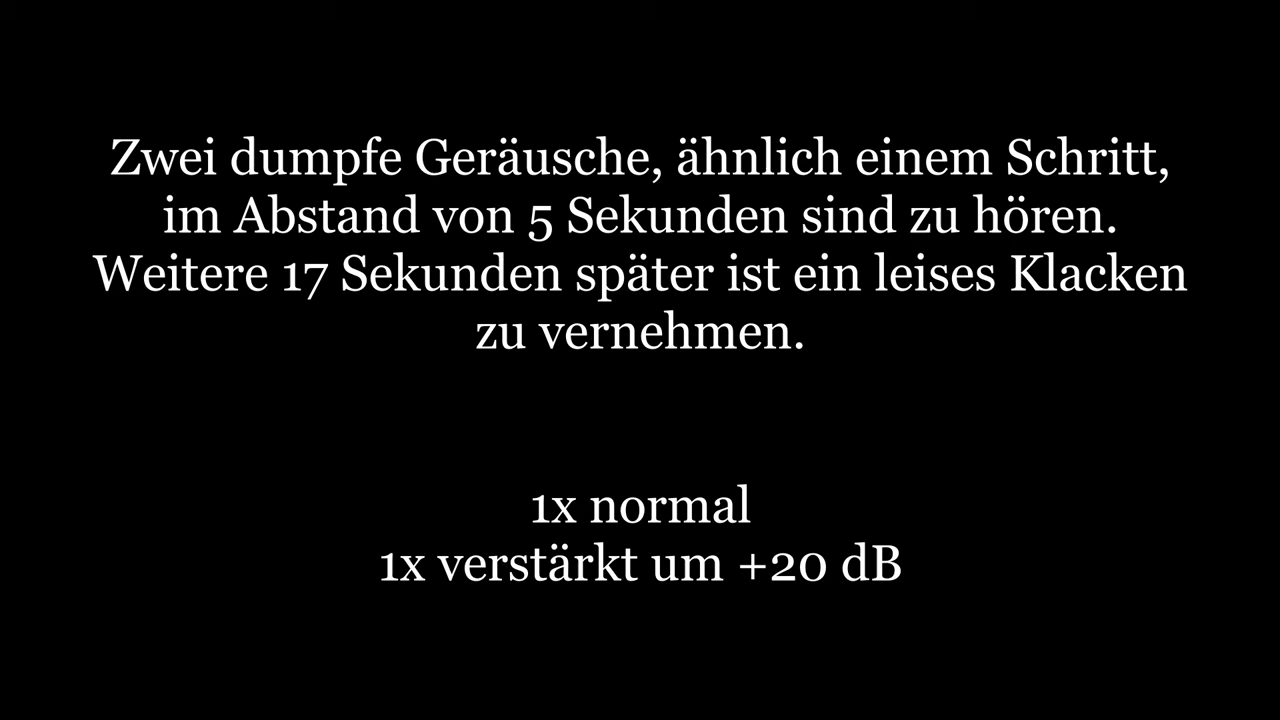 Zwei dumpfe Geräusche, ähnlich einem Schritt,
im Abstand von 5 Sekunden sind zu hören.
Weitere 17 Sekunden später ist ein leises Klacken
zu vernehmen.
1x normal
1x verstärkt um +20 dB